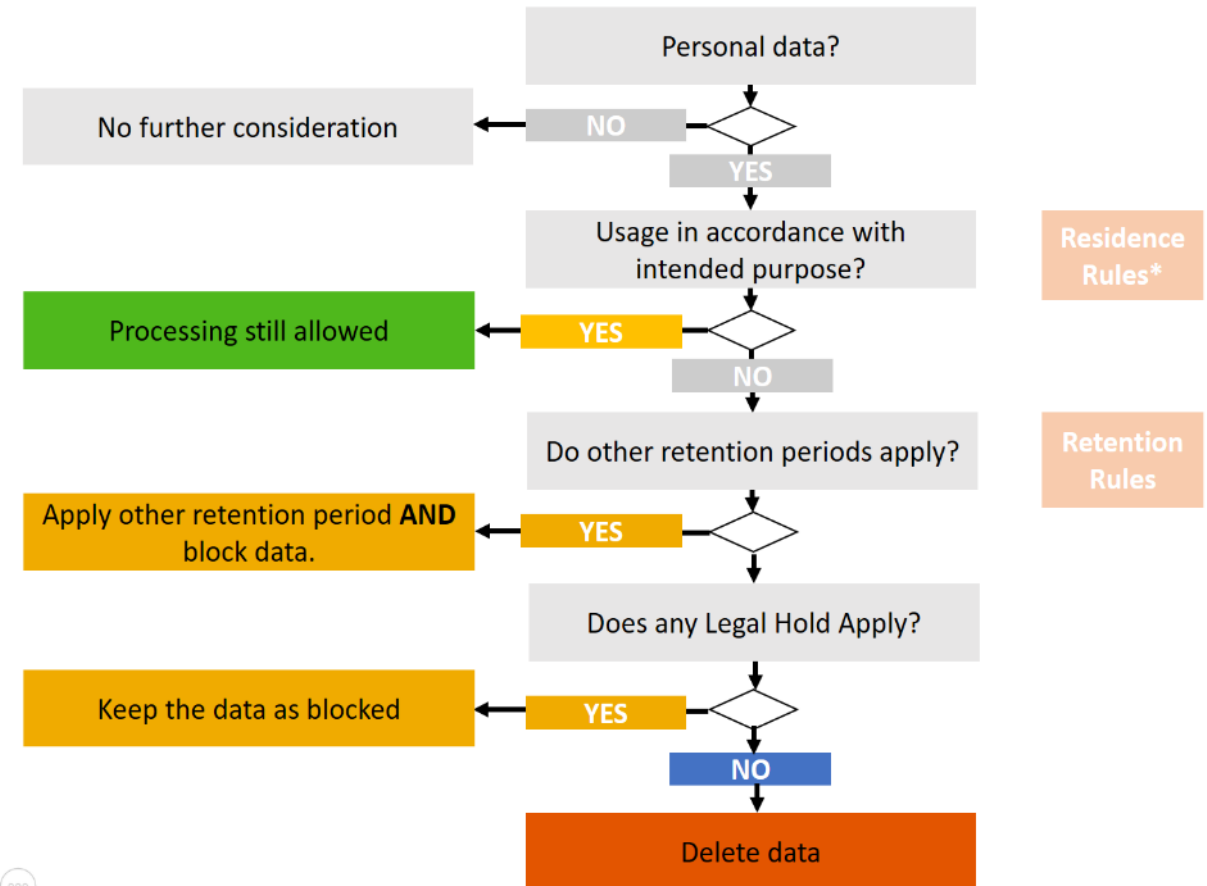 Personal data?
No further consideration
NO
YES
Usage in accordance with
intended purpose?
Residence
Rules*
Processing still allowed
YES
NO
Do other retention periods apply?
Retention
Rules
Apply other retention period AND
block data.
YES
Does any Legal Hold Apply?
Keep the data as blocked
YES
NO
Delete data